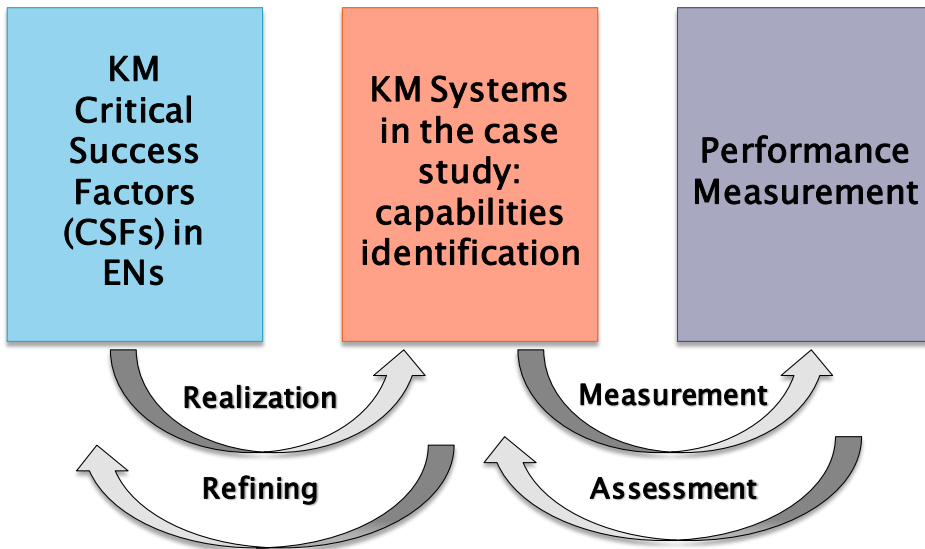 KM
Critical
Success
Factors
(CSFs) in
ENs
KM Systems
in the case
study:
capabilities
identification
Performance
Measurement
Realization
Measurement
Refining
Assessment